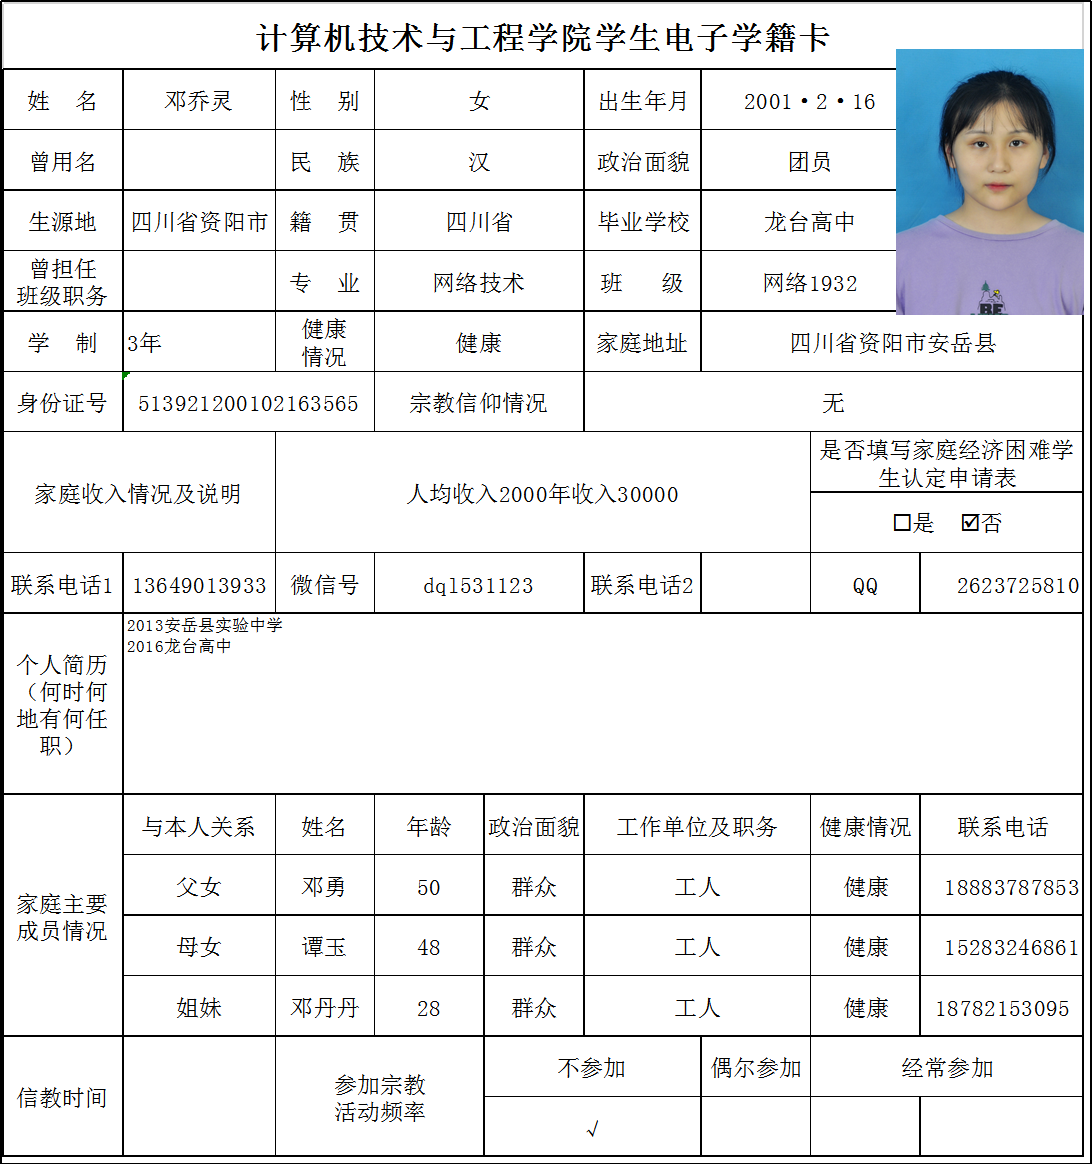 计算机技术与工程学院学生电子学籍卡
姓 名 邓乔灵 性 别 女 出生年月 2001·2·16
曾用名 民 族 汉 政治面貌 团员
生源地 四川省资阳市 籍 贯 四川省 毕业学校 龙台高中
曾担任
班级职务 专 业 网络技术 班 级 网络1932
学 制 3年 健康
情况 健康 家庭地址 四川省资阳市安岳县
身份证号 513921200102163565 宗教信仰情况 无
家庭收入情况及说明 人均收入2000年收入30000 是否填写家庭经济困难学
生认定申请表
☐是 ☑否
联系电话1 13649013933 微信号 dql531123 联系电话2 QQ 2623725810
个人简历
（何时何
地有何任
职）
2013安岳县实验中学
2016龙台高中
家庭主要
成员情况
与本人关系 姓名 年龄 政治面貌 工作单位及职务 健康情况 联系电话
父女 邓勇 50 群众 工人 健康 18883787853
母女 谭玉 48 群众 工人 健康 15283246861
姐妹 邓丹丹 28 群众 工人 健康 18782153095
信教时间 参加宗教
活动频率
不参加 偶尔参加 经常参加
√
BE